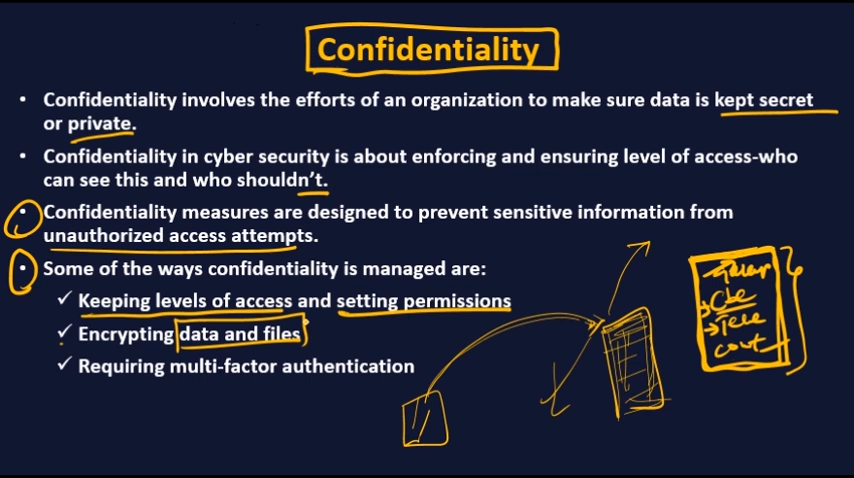 Confidentiality
• Confidentiality involves the efforts of an organization to make sure data is kept secret
or private.
• Confidentiality in cyber security is about enforcing and ensuring level of access-who
can see this and who shouldn't.
• Confidentiality measures are designed to prevent sensitive information from
unauthorized access attempts.
• Some of the ways confidentiality is managed are:
✓ Keeping levels of access and setting permissions
✓ Encrypting data and files
✓ Requiring multi-factor authentication